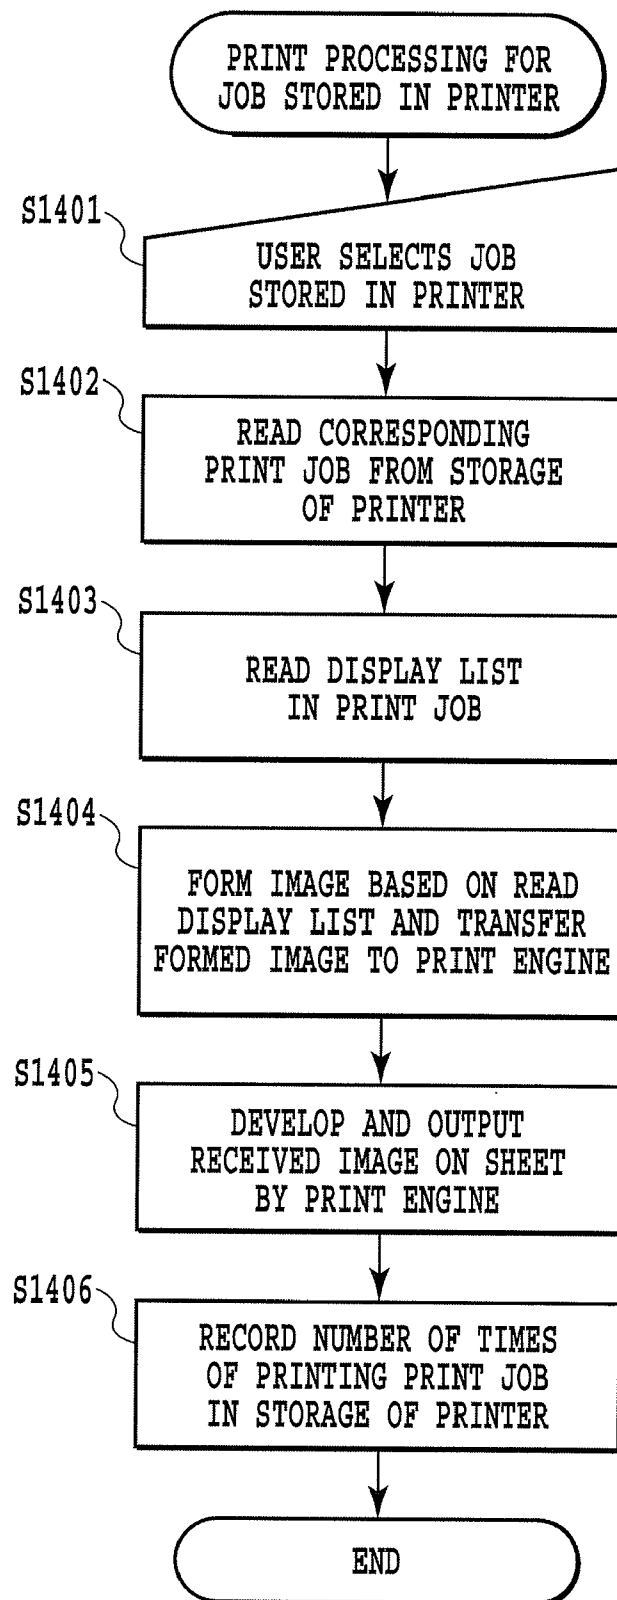 PRINT PROCESSING FOR
JOB STORED IN PRINTER
S1401
USER SELECTS JOB
STORED IN PRINTER
S1402
READ CORRESPONDING
PRINT JOB FROM STORAGE
OF PRINTER
S1403
READ DISPLAY LIST
IN PRINT JOB
S1404
FORM IMAGE BASED ON READ
DISPLAY LIST AND TRANSFER
FORMED IMAGE TO PRINT ENGINE
S1405
DEVELOP AND OUTPUT
RECEIVED IMAGE ON SHEET
BY PRINT ENGINE
S1406
RECORD NUMBER OF TIMES
OF PRINTING PRINT JOB
IN STORAGE OF PRINTER
END